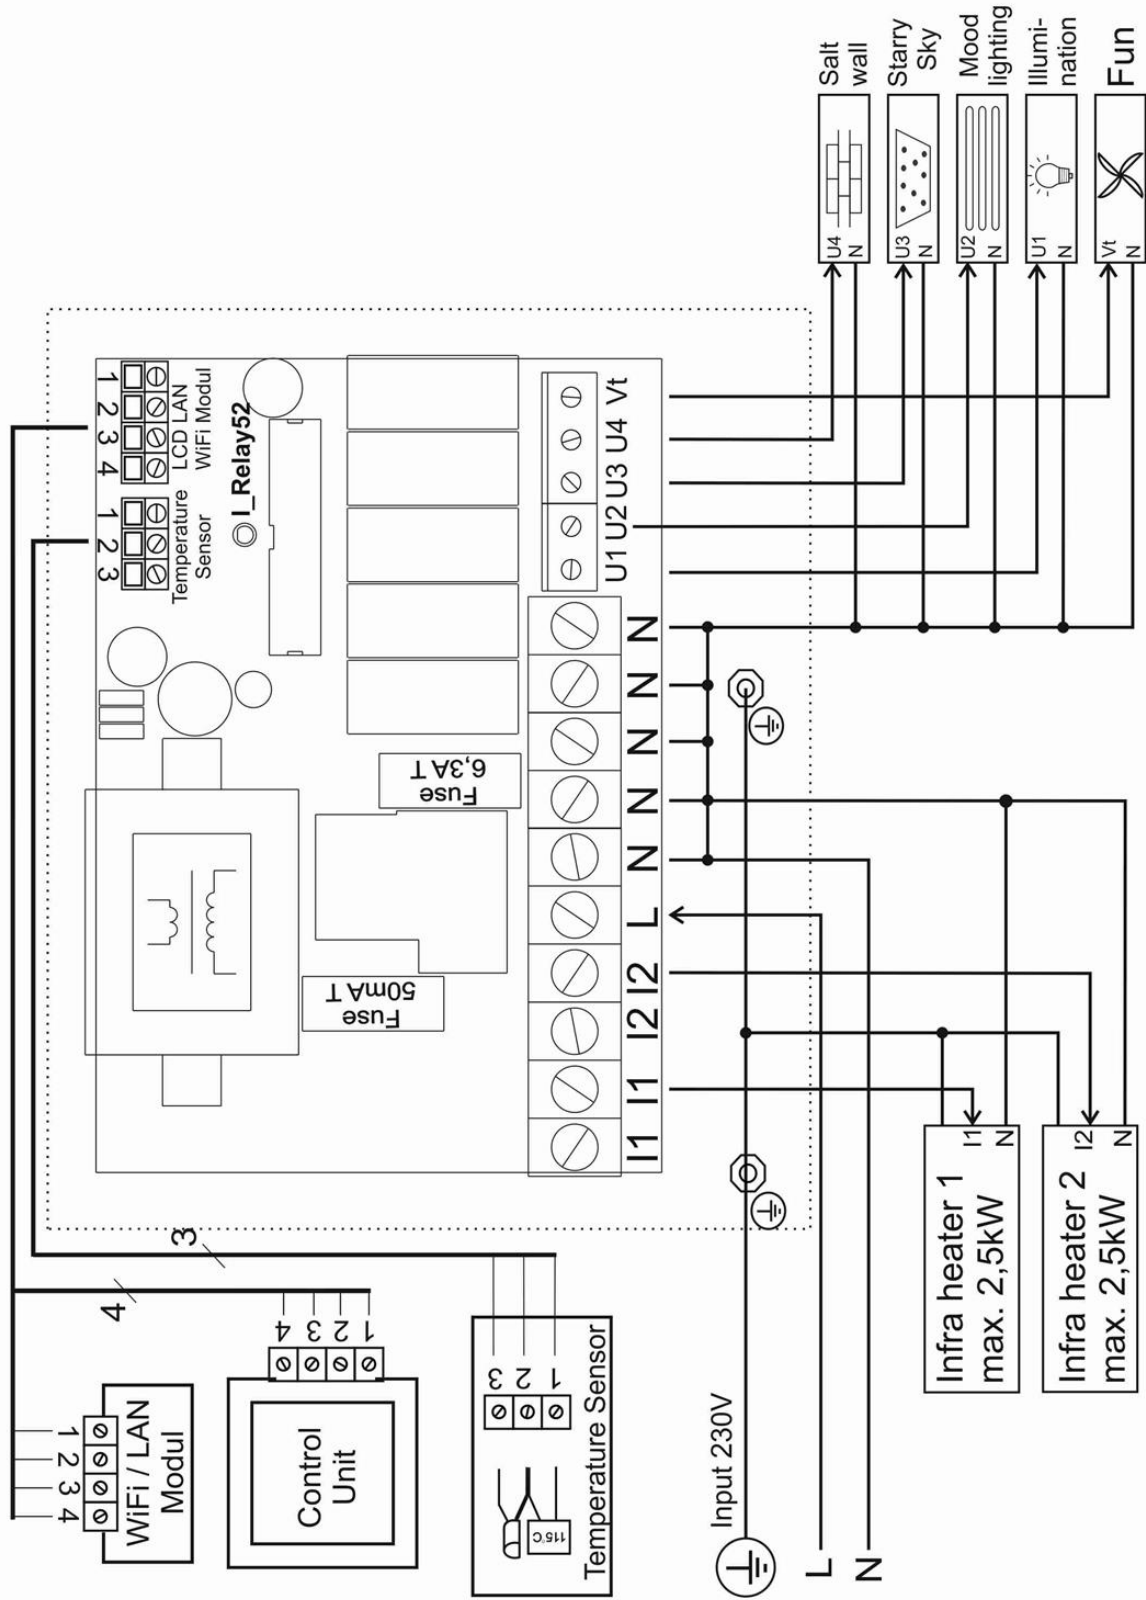 Salt
wall
Starry
Sky
Mood
lighting
Illumi-
nation
Fun
U4
N
U3
N
U2
N
U1
N
Vt
N
1
2
3
4
LCD LAN
WiFi Modul
1
2
3
Temperature
Sensor
I_Relay52
Fuse
6,3A T
Fuse
50mA T
I1 I1 I2 I2 L N N N N N U1 U2 U3 U4 Vt
3
4
4
3
2
1
Control
Unit
1
2
3
4
WiFi / LAN
Modul
3
2
1
115°C
Temperature Sensor
Input 230V
L
N
I1
N
Infra heater 1
max. 2,5kW
I2
N
Infra heater 2
max. 2,5kW